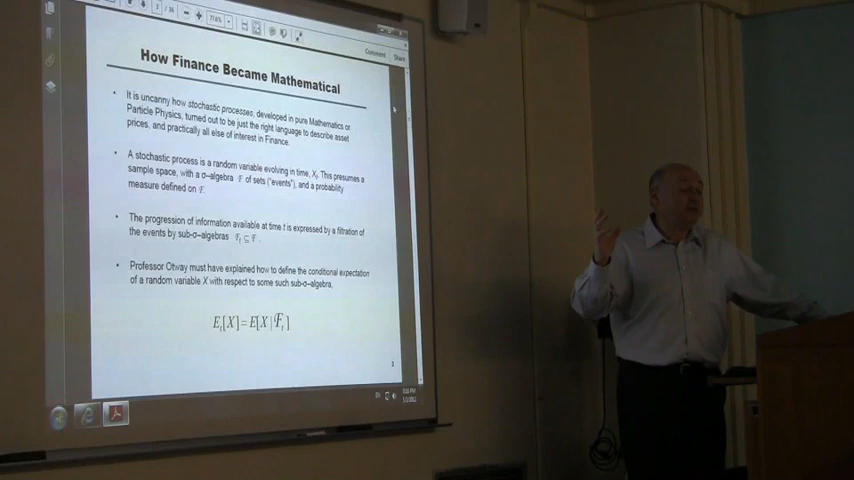 77.6%
Comment
Share
How Finance Became Mathematical
• It is uncanny how stochastic processes, developed in pure Mathematics or
Particle Physics, turned out to be just the right language to describe asset
prices, and practically all else of interest in Finance.
• A stochastic process is a random variable evolving in time, Xₜ. This presumes a
sample space, with a σ–algebra ℱ of sets ("events"), and a probability
measure defined on ℱ.
• The progression of information available at time t is expressed by a filtration of
the events by sub-σ–algebras ℱₜ ⊆ ℱ .
• Professor Otway must have explained how to define the conditional expectation
of a random variable X with respect to some such sub-σ–algebra,
Eₜ[X] = E[X | ℱₜ]